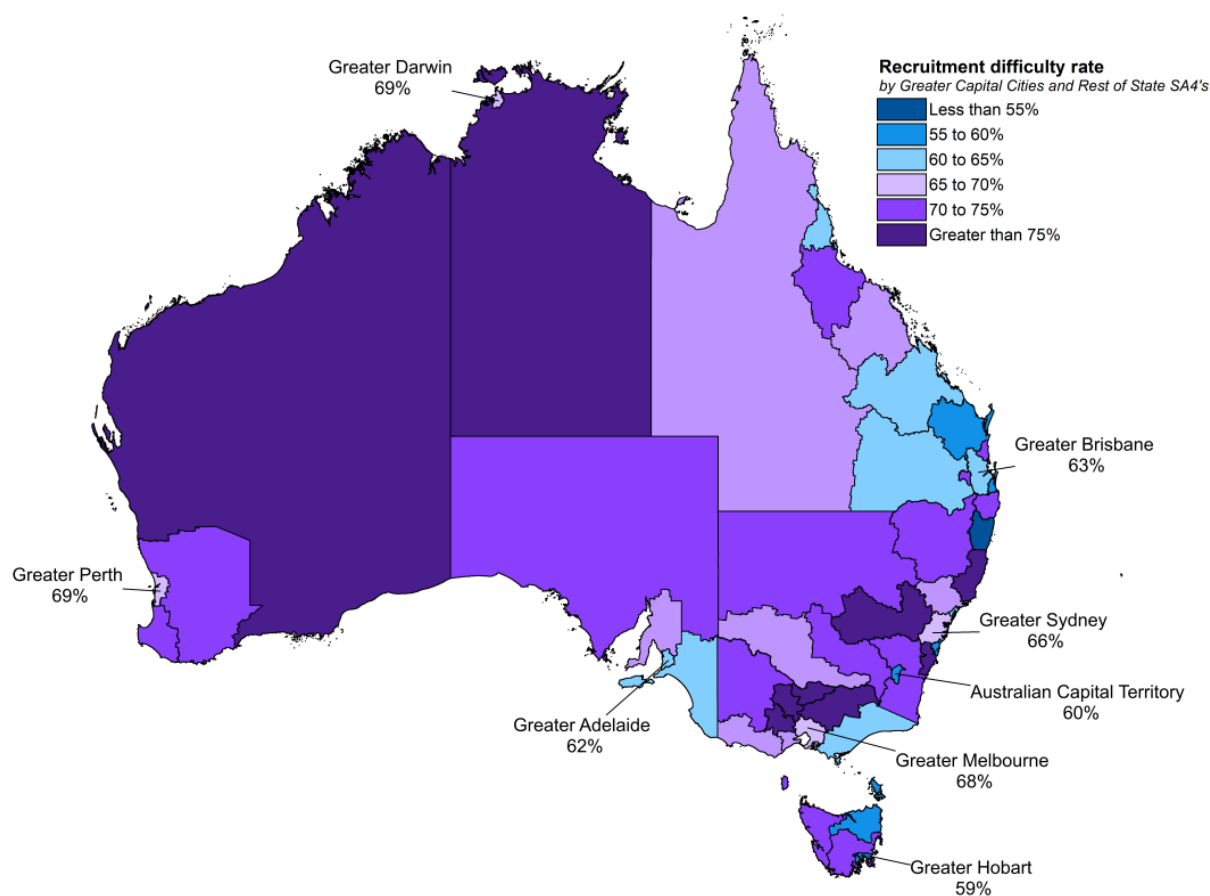 Greater Darwin
69%
Recruitment difficulty rate
by Greater Capital Cities and Rest of State SA4's
Less than 55%
55 to 60%
60 to 65%
65 to 70%
70 to 75%
Greater than 75%
Greater Brisbane
63%
Greater Perth
69%
Greater Sydney
66%
Australian Capital Territory
60%
Greater Adelaide
62%
Greater Melbourne
68%
Greater Hobart
59%